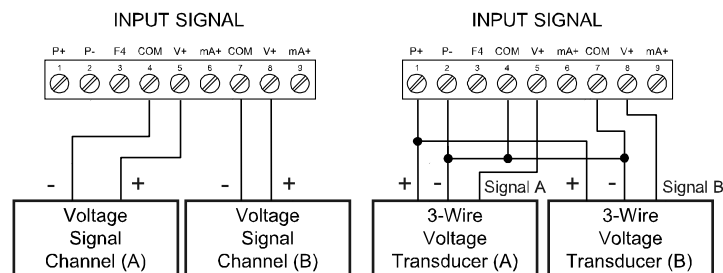 INPUT SIGNAL
P+ P- F4 COM V+ mA+ COM V+ mA+
1 2 3 4 5 6 7 8 9
- + - +
Voltage
Signal
Channel (A)
Voltage
Signal
Channel (B)
INPUT SIGNAL
P+ P- F4 COM V+ mA+ COM V+ mA+
1 2 3 4 5 6 7 8 9
+ - Signal A + - Signal B
3-Wire
Voltage
Transducer (A)
3-Wire
Voltage
Transducer (B)